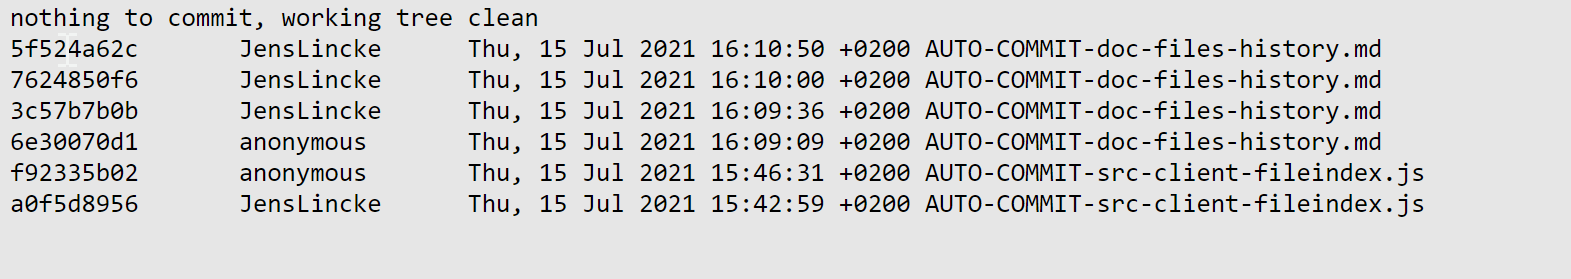 nothing to commit, working tree clean
5f524a62c JensLincke Thu, 15 Jul 2021 16:10:50 +0200 AUTO-COMMIT-doc-files-history.md
7624850f6 JensLincke Thu, 15 Jul 2021 16:10:00 +0200 AUTO-COMMIT-doc-files-history.md
3c57b7b0b JensLincke Thu, 15 Jul 2021 16:09:36 +0200 AUTO-COMMIT-doc-files-history.md
6e30070d1 anonymous Thu, 15 Jul 2021 16:09:09 +0200 AUTO-COMMIT-doc-files-history.md
f92335b02 anonymous Thu, 15 Jul 2021 15:46:31 +0200 AUTO-COMMIT-src-client-fileindex.js
a0f5d8956 JensLincke Thu, 15 Jul 2021 15:42:59 +0200 AUTO-COMMIT-src-client-fileindex.js